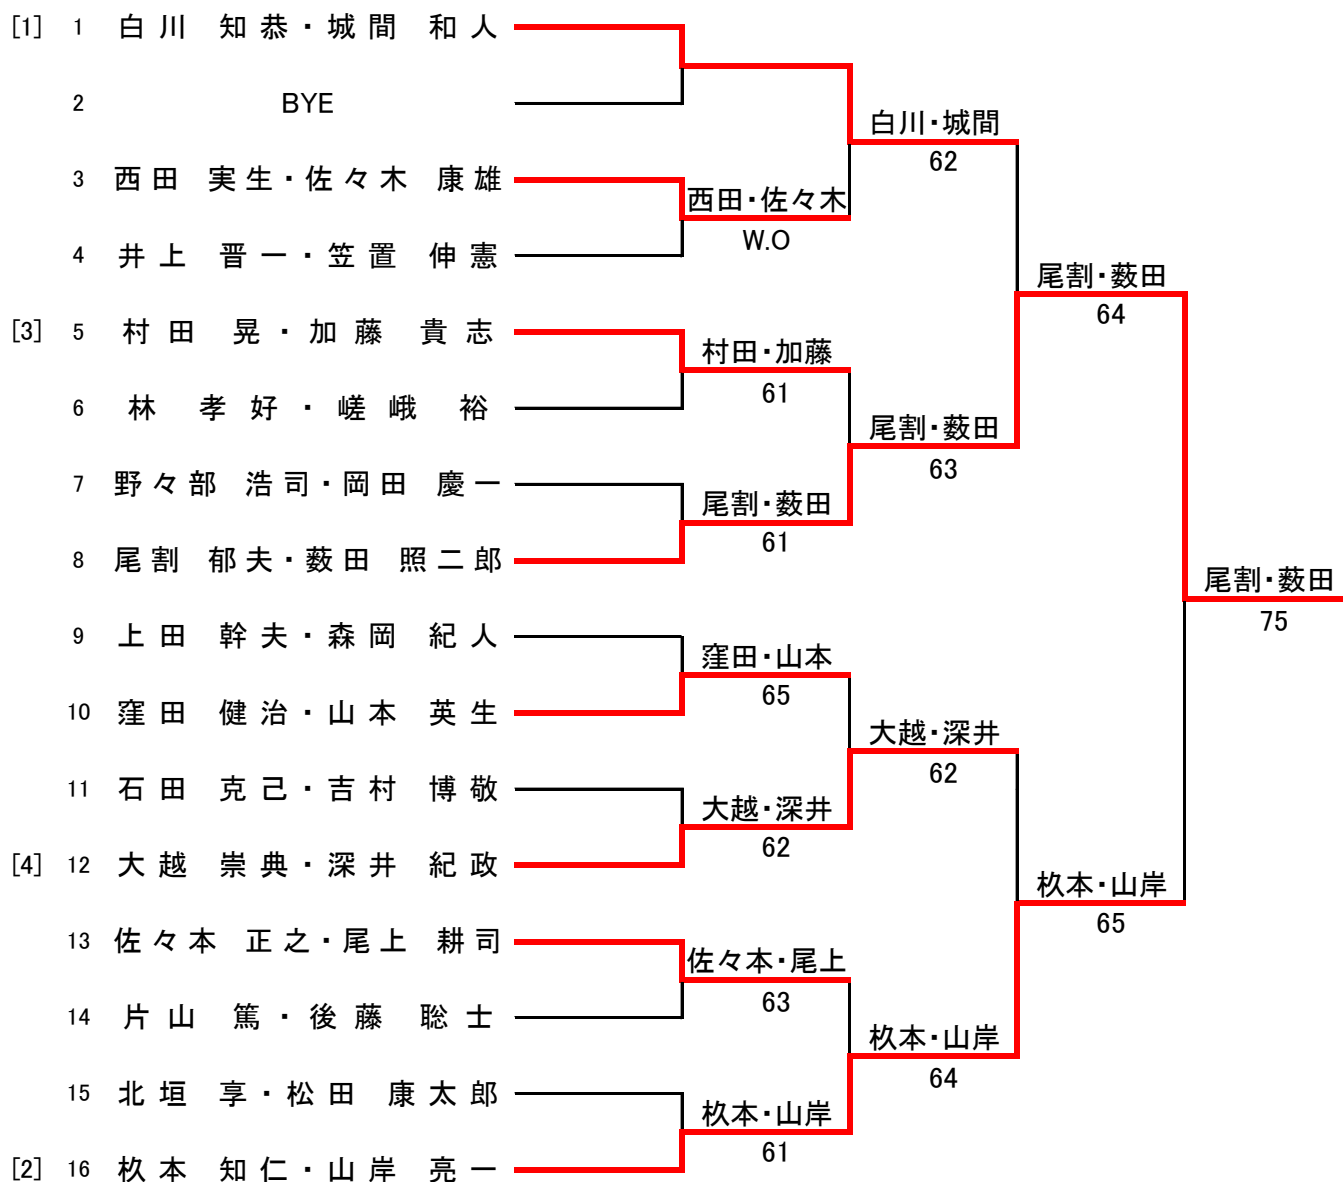 [1] 1 白川 知恭・城間 和人
2 BYE
白川・城間
62
3 西田 実生・佐々木 康雄
西田・佐々木
W.O
4 井上 晋一・笠置 伸憲
尾割・薮田
64
[3] 5 村田 晃・加藤 貴志
村田・加藤
61
6 林 孝好・嵯峨 裕
尾割・薮田
63
7 野々部 浩司・岡田 慶一
尾割・薮田
61
8 尾割 郁夫・薮田 照二郎
尾割・薮田
75
9 上田 幹夫・森岡 紀人
窪田・山本
65
10 窪田 健治・山本 英生
大越・深井
62
11 石田 克己・吉村 博敬
大越・深井
62
[4] 12 大越 崇典・深井 紀政
杁本・山岸
65
13 佐々本 正之・尾上 耕司
佐々本・尾上
63
14 片山 篤・後藤 聡士
杁本・山岸
64
15 北垣 享・松田 康太郎
杁本・山岸
61
[2] 16 杁本 知仁・山岸 亮一